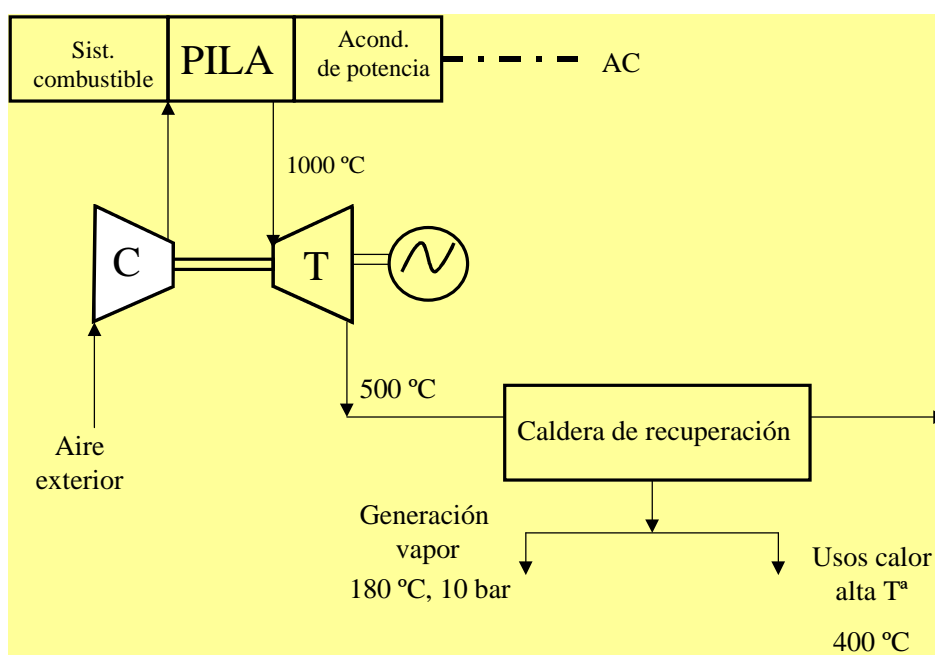 Sist.
combustible
PILA
Acond.
de potencia
AC
1000 ºC
C
T
500 ºC
Caldera de recuperación
Aire
exterior
Generación
vapor
180 ºC, 10 bar
Usos calor
alta Tª
400 ºC